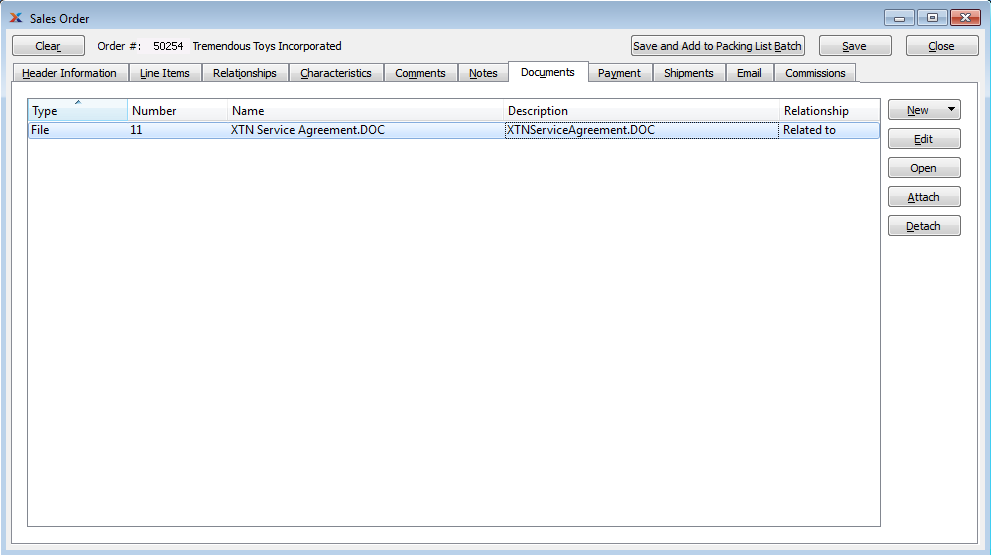 Sales Order
Clear Order #: 50254 Tremendous Toys Incorporated Save and Add to Packing List Batch Save Close
Header Information Line Items Relationships Characteristics Comments Notes Documents Payment Shipments Email Commissions
Type Number Name Description Relationship New
File 11 XTN Service Agreement.DOC XTNServiceAgreement.DOC Related to
Edit
Open
Attach
Detach